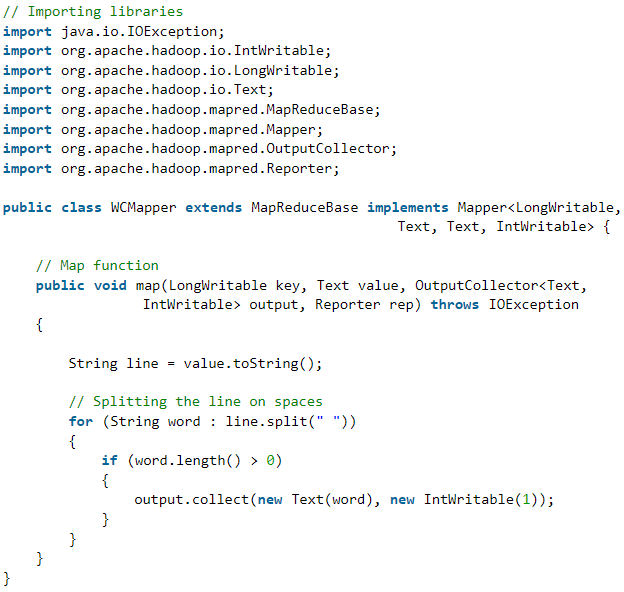 // Importing libraries
import java.io.IOException;
import org.apache.hadoop.io.IntWritable;
import org.apache.hadoop.io.LongWritable;
import org.apache.hadoop.io.Text;
import org.apache.hadoop.mapred.MapReduceBase;
import org.apache.hadoop.mapred.Mapper;
import org.apache.hadoop.mapred.OutputCollector;
import org.apache.hadoop.mapred.Reporter;

public class WCMapper extends MapReduceBase implements Mapper<LongWritable,
                                                Text, Text, IntWritable> {

    // Map function
    public void map(LongWritable key, Text value, OutputCollector<Text,
                 IntWritable> output, Reporter rep) throws IOException
    {

        String line = value.toString();

        // Splitting the line on spaces
        for (String word : line.split(" "))
        {
            if (word.length() > 0)
            {
                output.collect(new Text(word), new IntWritable(1));
            }
        }
    }
}